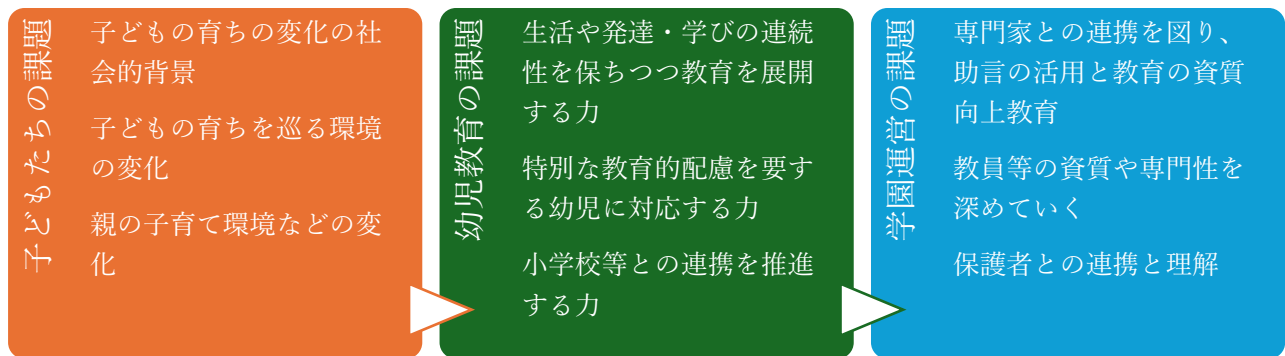 子どもたちの課題
子どもの育ちの変化の社
会的背景
子どもの育ちを巡る環境
の変化
親の子育て環境などの変
化
幼児教育の課題
生活や発達・学びの連続
性を保ちつつ教育を展開
する力
特別な教育的配慮を要す
る幼児に対応する力
小学校等との連携を推進
する力
学園運営の課題
専門家との連携を図り、
助言の活用と教育の資質
向上教育
教員等の資質や専門性を
深めていく
保護者との連携と理解